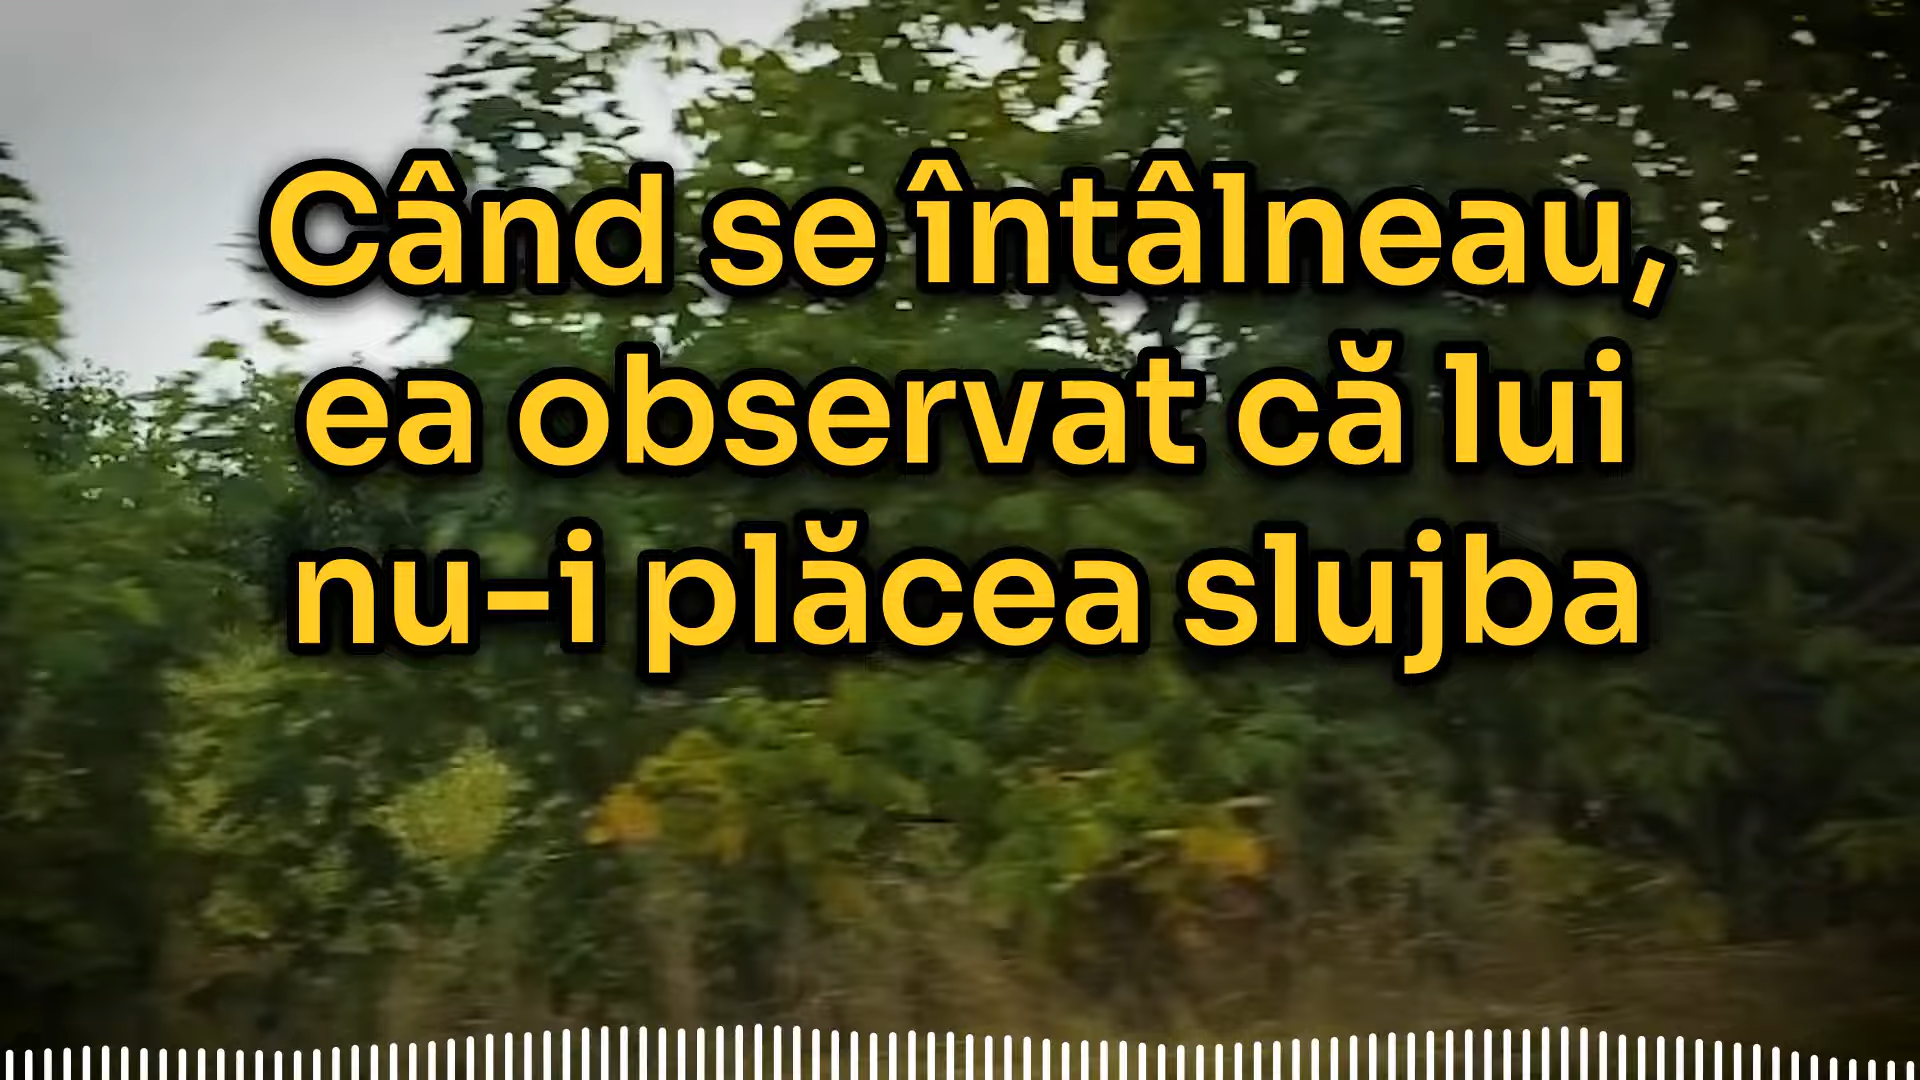 Când se întâlneau,
ea observat că lui
nu-i plăcea slujba